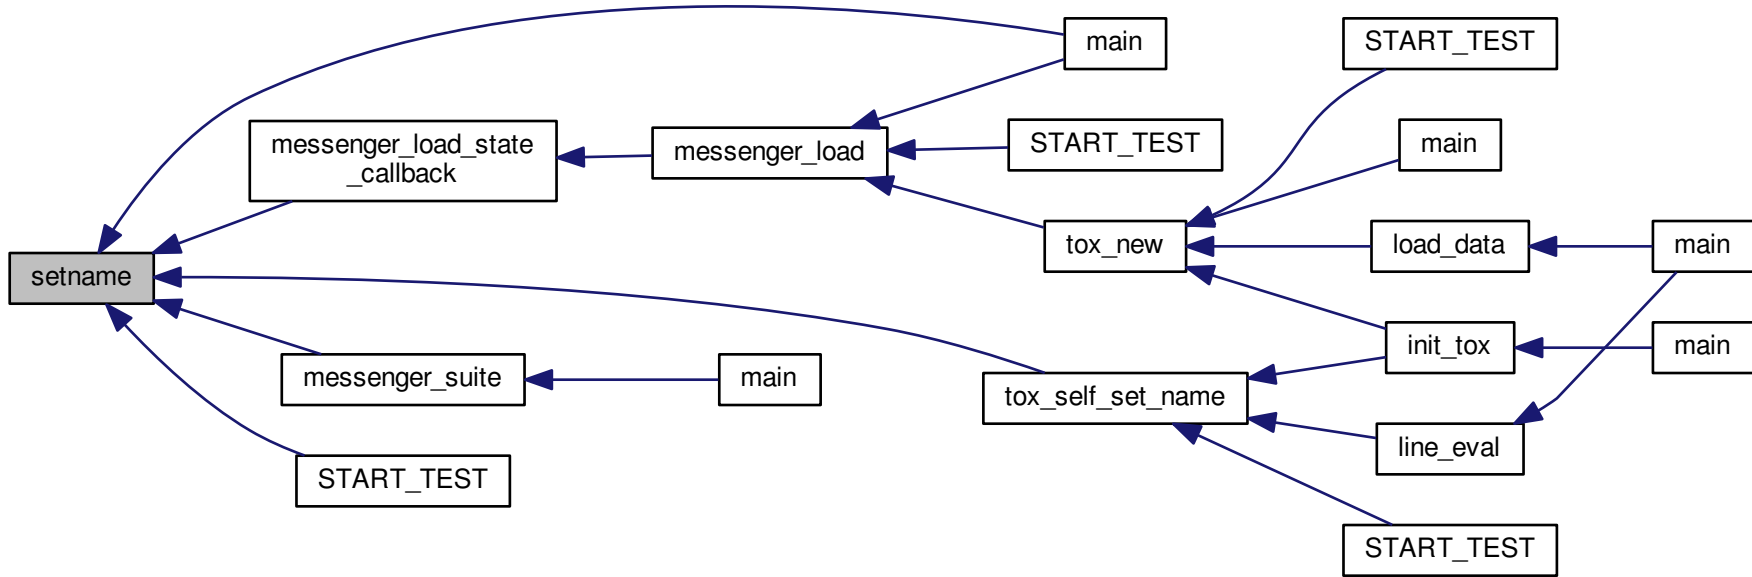 setname
main
messenger_load_state
_callback
messenger_load
START_TEST
tox_new
START_TEST
main
load_data
main
init_tox
main
messenger_suite
main
tox_self_set_name
line_eval
START_TEST
START_TEST